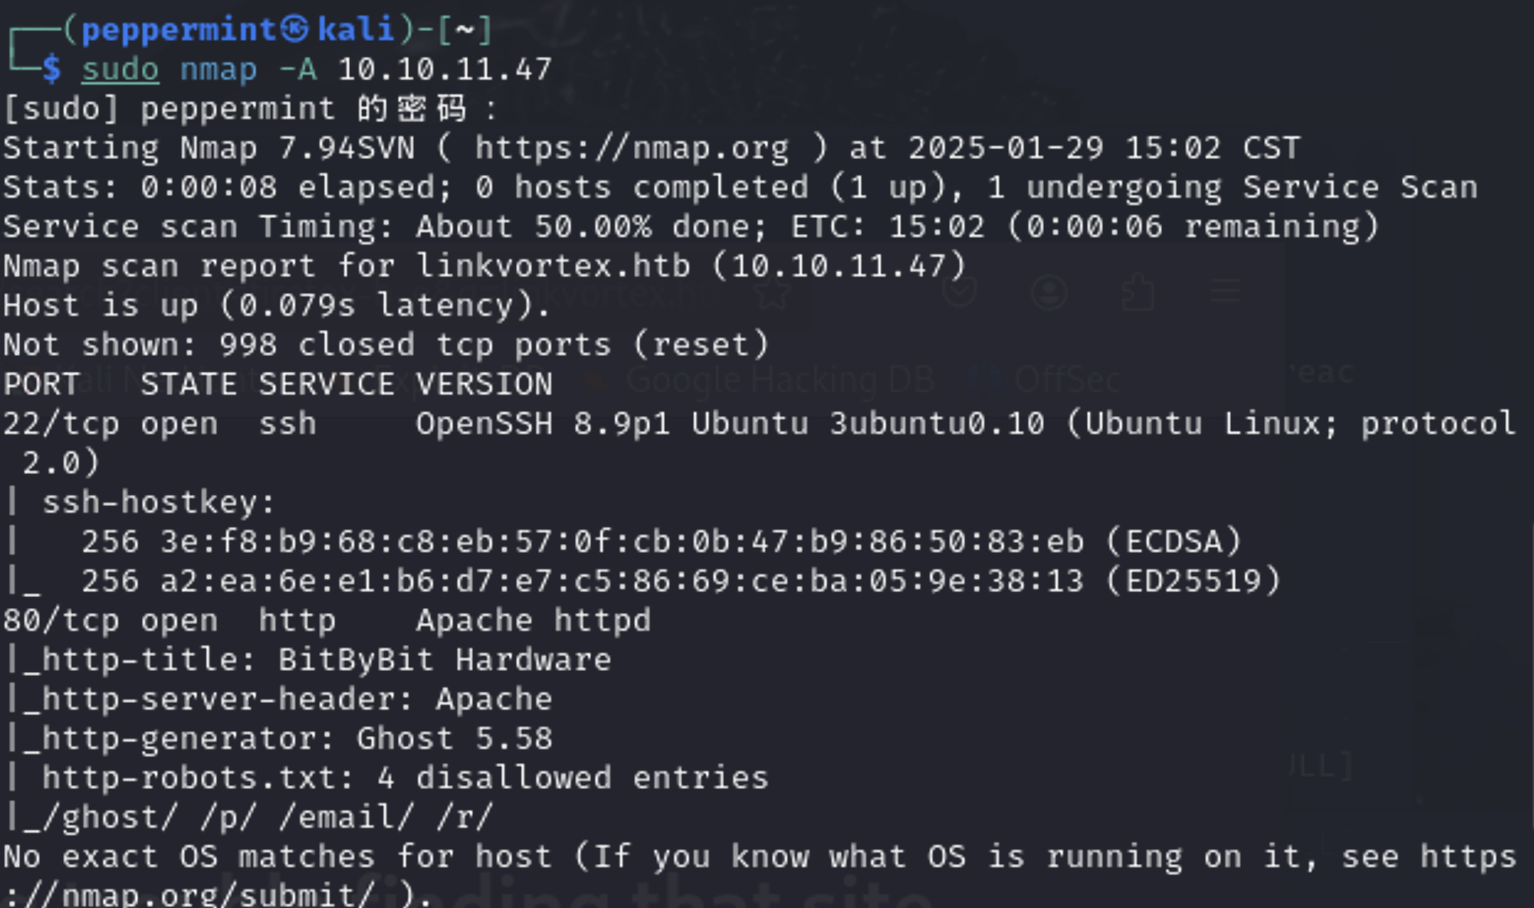 ┌──(peppermint㉿kali)-[~]
└─$ sudo nmap -A 10.10.11.47
[sudo] peppermint 的密码：
Starting Nmap 7.94SVN ( https://nmap.org ) at 2025-01-29 15:02 CST
Stats: 0:00:08 elapsed; 0 hosts completed (1 up), 1 undergoing Service Scan
Service scan Timing: About 50.00% done; ETC: 15:02 (0:00:06 remaining)
Nmap scan report for linkvortex.htb (10.10.11.47)
Host is up (0.079s latency).
Not shown: 998 closed tcp ports (reset)
PORT   STATE SERVICE VERSION
22/tcp open  ssh     OpenSSH 8.9p1 Ubuntu 3ubuntu0.10 (Ubuntu Linux; protocol
 2.0)
| ssh-hostkey:
|   256 3e:f8:b9:68:c8:eb:57:0f:cb:0b:47:b9:86:50:83:eb (ECDSA)
|_  256 a2:ea:6e:e1:b6:d7:e7:c5:86:69:ce:ba:05:9e:38:13 (ED25519)
80/tcp open  http    Apache httpd
|_http-title: BitByBit Hardware
|_http-server-header: Apache
|_http-generator: Ghost 5.58
| http-robots.txt: 4 disallowed entries
|_/ghost/ /p/ /email/ /r/
No exact OS matches for host (If you know what OS is running on it, see https
://nmap.org/submit/ ).
Google Hacking DB
OffSec
finding that site